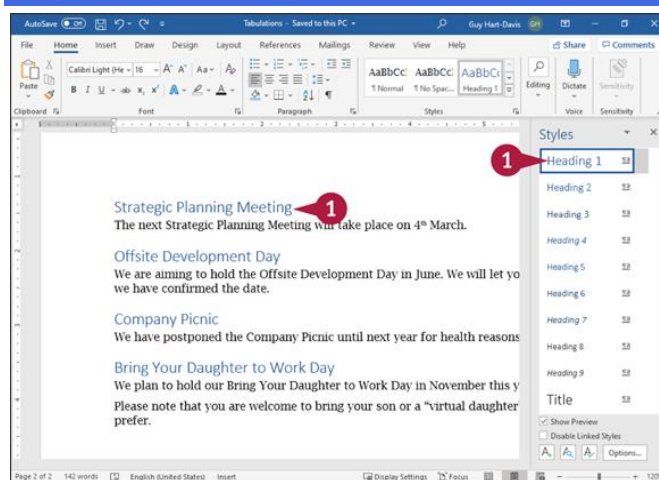 AutoSave Off Tabulations - Saved to this PC Guy Hart-Davis GH
File Home Insert Draw Design Layout References Mailings Review View Help Share Comments
Paste Calibri Light (He 16 A A Aa A AaBbCc AaBbCc AaBbCc Editing Dictate Sensitivity
B I U ab x, x² A A ¶ Normal ¶ No Spac... Heading 1
Clipboard Font Paragraph Styles Voice Sensitivity
Styles
1 Heading 1
Strategic Planning Meeting 1
The next Strategic Planning Meeting will take place on 4th March.
Offsite Development Day
We are aiming to hold the Offsite Development Day in June. We will let yo
we have confirmed the date.
Company Picnic
We have postponed the Company Picnic until next year for health reasons
Bring Your Daughter to Work Day
We plan to hold our Bring Your Daughter to Work Day in November this y
Please note that you are welcome to bring your son or a “virtual daughter
prefer.
Heading 2
Heading 3
Heading 4
Heading 5
Heading 6
Heading 7
Heading 8
Heading 9
Title
Show Preview
Disable Linked Styles
Options...
Page 2 of 2 142 words English (United States) Insert Display Settings Focus 120